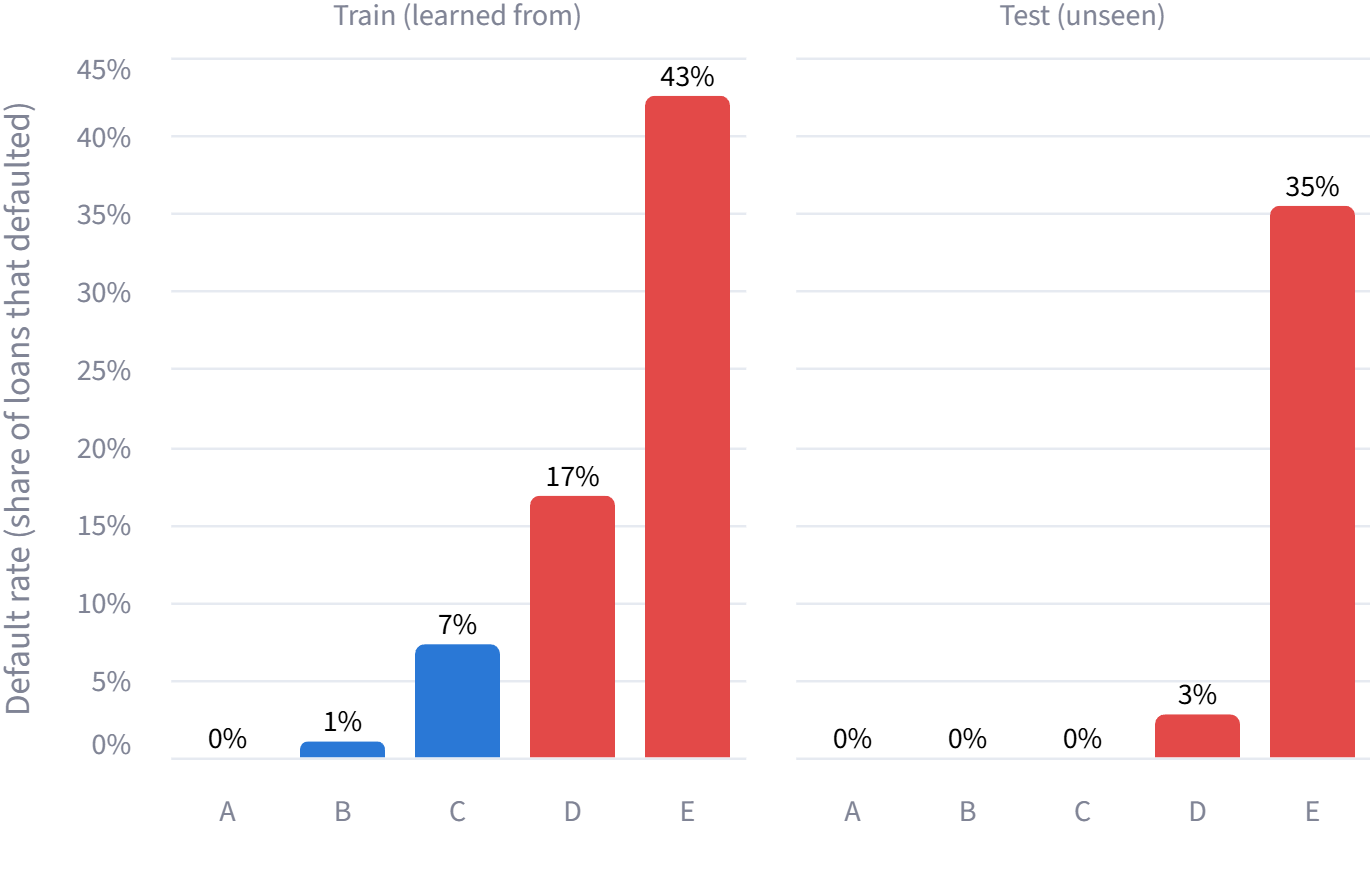 Train (learned from)
Test (unseen)
Default rate (share of loans that defaulted)
45%
40%
35%
30%
25%
20%
15%
10%
5%
0%
0%
1%
7%
17%
43%
0%
0%
0%
3%
35%
A
B
C
D
E
A
B
C
D
E